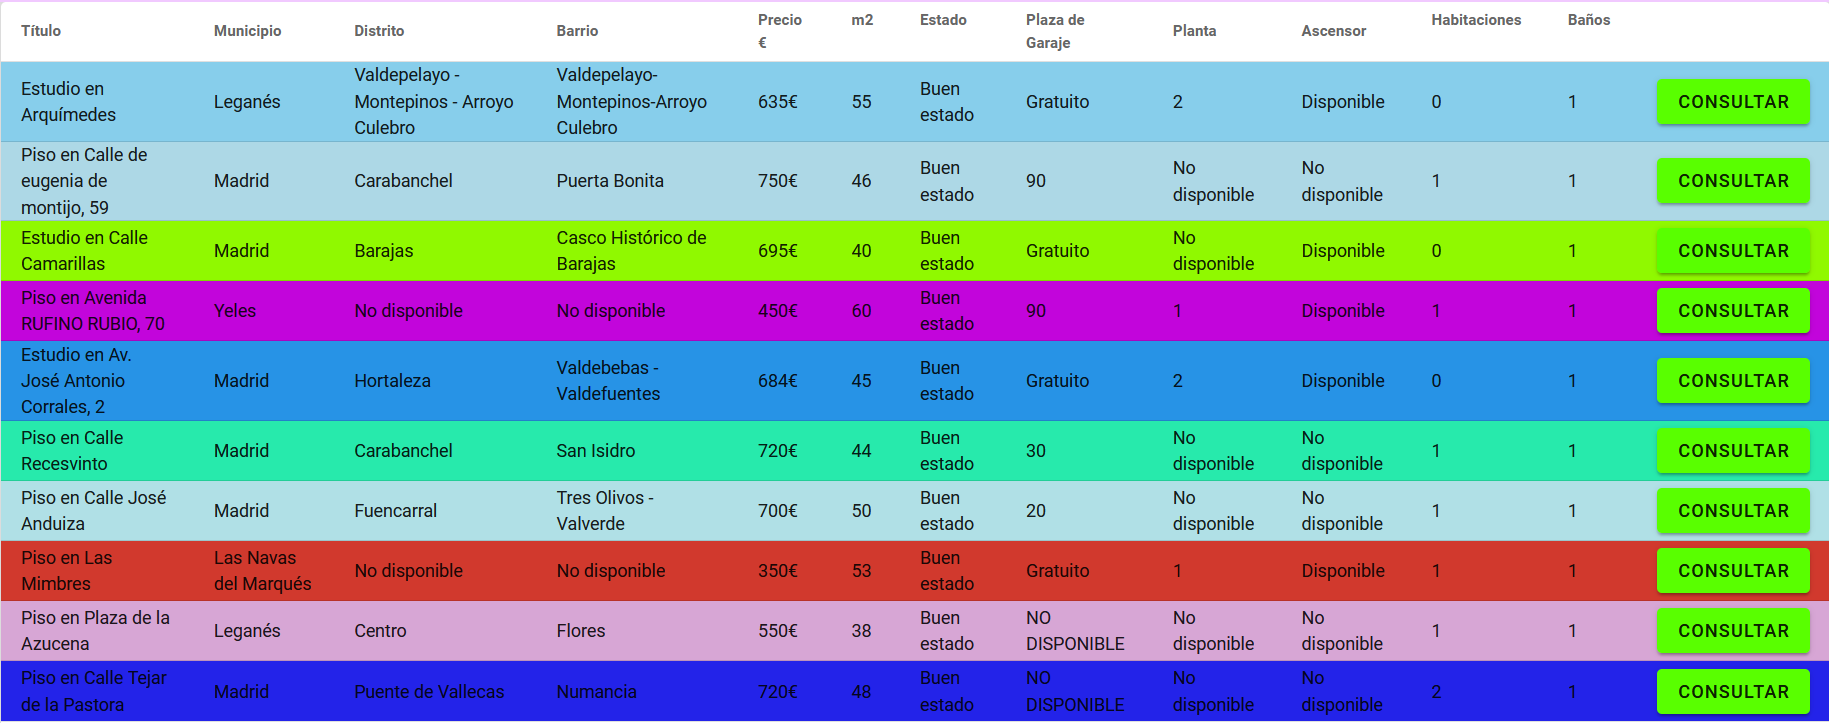 Título Municipio Distrito Barrio Precio € m2 Estado Plaza de Garaje Planta Ascensor Habitaciones Baños
Estudio en Arquímedes Leganés Valdepelayo - Montepinos - Arroyo Culebro Valdepelayo-Montepinos-Arroyo Culebro 635€ 55 Buen estado Gratuito 2 Disponible 0 1 CONSULTAR
Piso en Calle de eugenia de montijo, 59 Madrid Carabanchel Puerta Bonita 750€ 46 Buen estado 90 No disponible No disponible 1 1 CONSULTAR
Estudio en Calle Camarillas Madrid Barajas Casco Histórico de Barajas 695€ 40 Buen estado Gratuito No disponible Disponible 0 1 CONSULTAR
Piso en Avenida RUFINO RUBIO, 70 Yeles No disponible No disponible 450€ 60 Buen estado 90 1 Disponible 1 1 CONSULTAR
Estudio en Av. José Antonio Corrales, 2 Madrid Hortaleza Valdebebas - Valdefuentes 684€ 45 Buen estado Gratuito 2 Disponible 0 1 CONSULTAR
Piso en Calle Recesvinto Madrid Carabanchel San Isidro 720€ 44 Buen estado 30 No disponible No disponible 1 1 CONSULTAR
Piso en Calle José Anduiza Madrid Fuencarral Tres Olivos - Valverde 700€ 50 Buen estado 20 No disponible No disponible 1 1 CONSULTAR
Piso en Las Mimbres Las Navas del Marqués No disponible No disponible 350€ 53 Buen estado Gratuito 1 Disponible 1 1 CONSULTAR
Piso en Plaza de la Azucena Leganés Centro Flores 550€ 38 Buen estado NO DISPONIBLE No disponible No disponible 1 1 CONSULTAR
Piso en Calle Tejar de la Pastora Madrid Puente de Vallecas Numancia 720€ 48 Buen estado NO DISPONIBLE No disponible No disponible 2 1 CONSULTAR